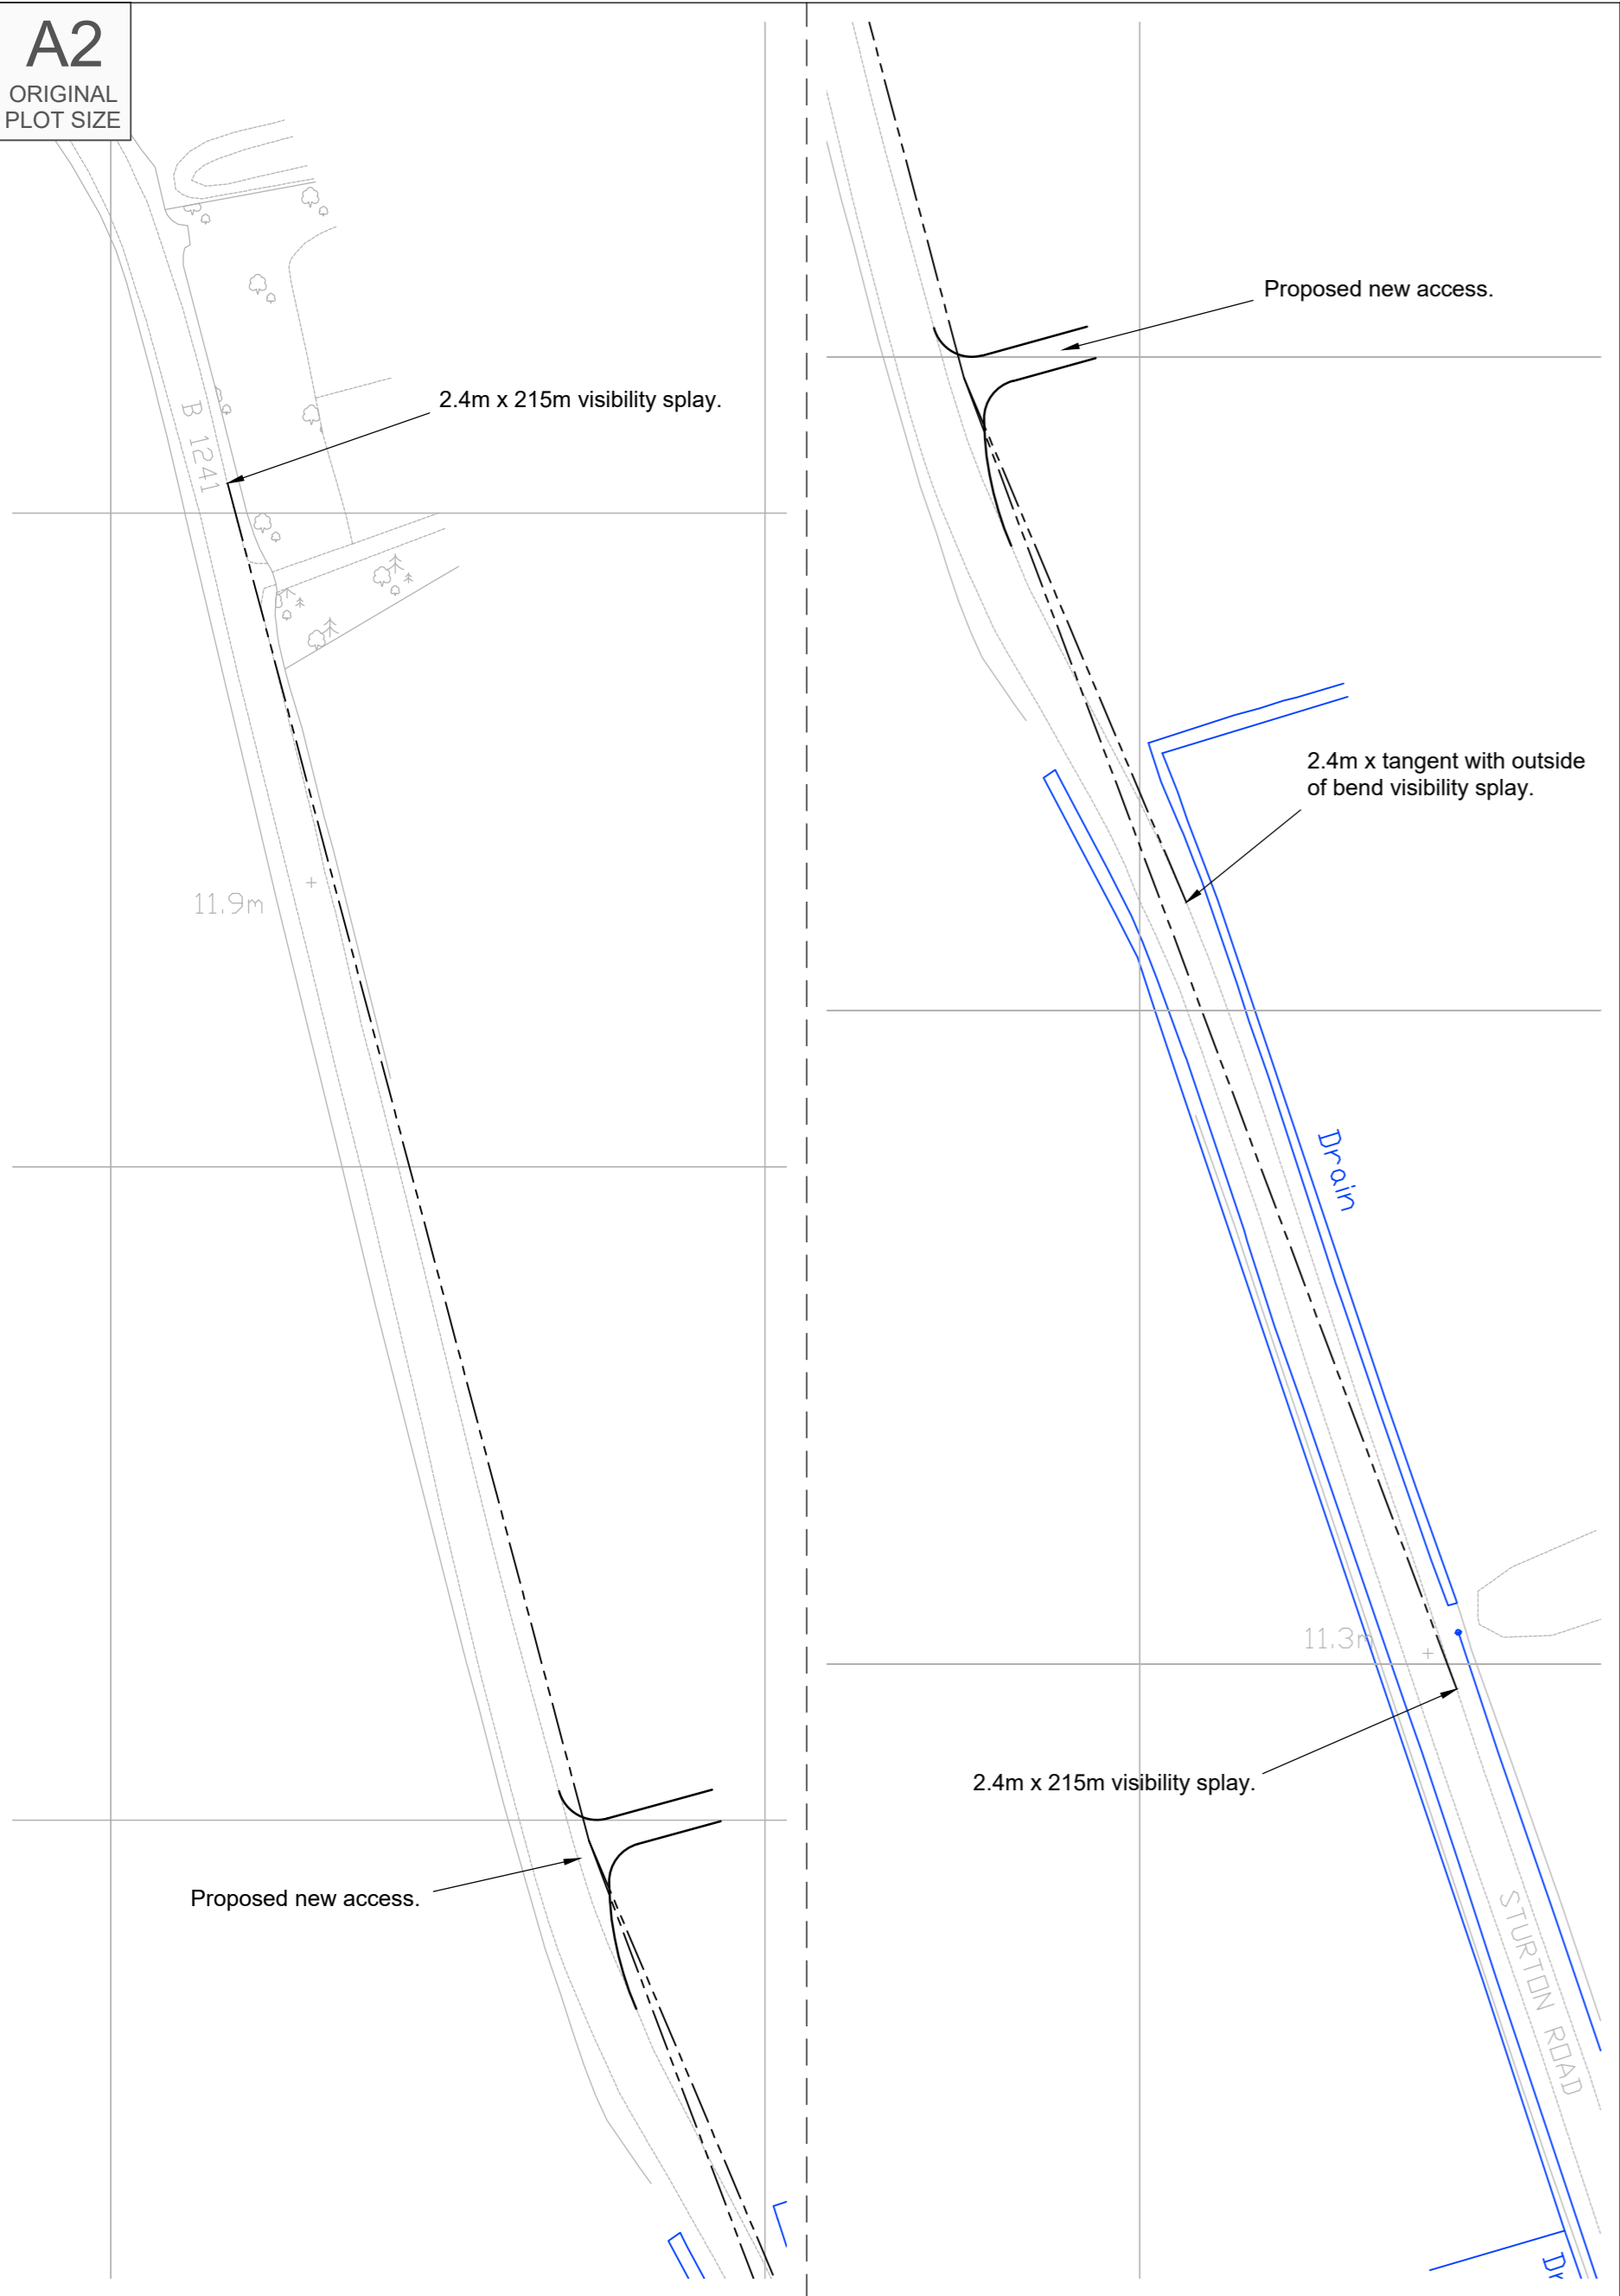 A2
ORIGINAL
PLOT SIZE
B 1241
2.4m x 215m visibility splay.
11.9m
Proposed new access.
Proposed new access.
2.4m x tangent with outside
of bend visibility splay.
Drain
11.3m
2.4m x 215m visibility splay.
STURTON ROAD